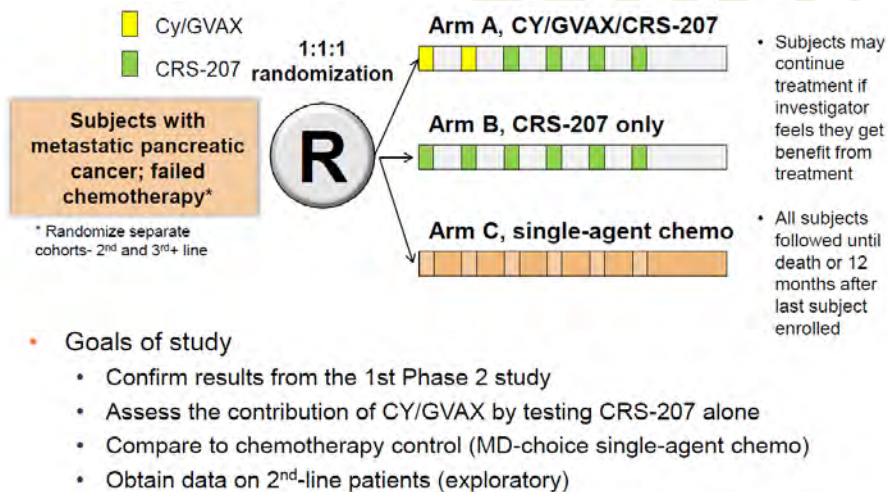 Cy/GVAX
CRS-207
1:1:1
randomization
Subjects with
metastatic pancreatic
cancer; failed
chemotherapy*
* Randomize separate
cohorts- 2nd and 3rd+ line
R
Arm A, CY/GVAX/CRS-207
Arm B, CRS-207 only
Arm C, single-agent chemo
• Subjects may
continue
treatment if
investigator
feels they get
benefit from
treatment
• All subjects
followed until
death or 12
months after
last subject
enrolled
• Goals of study
• Confirm results from the 1st Phase 2 study
• Assess the contribution of CY/GVAX by testing CRS-207 alone
• Compare to chemotherapy control (MD-choice single-agent chemo)
• Obtain data on 2nd-line patients (exploratory)